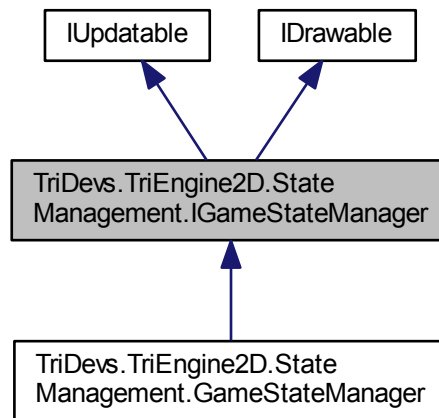 IUpdatable
IDrawable
TriDevs.TriEngine2D.State
Management.IGameStateManager
TriDevs.TriEngine2D.State
Management.GameStateManager